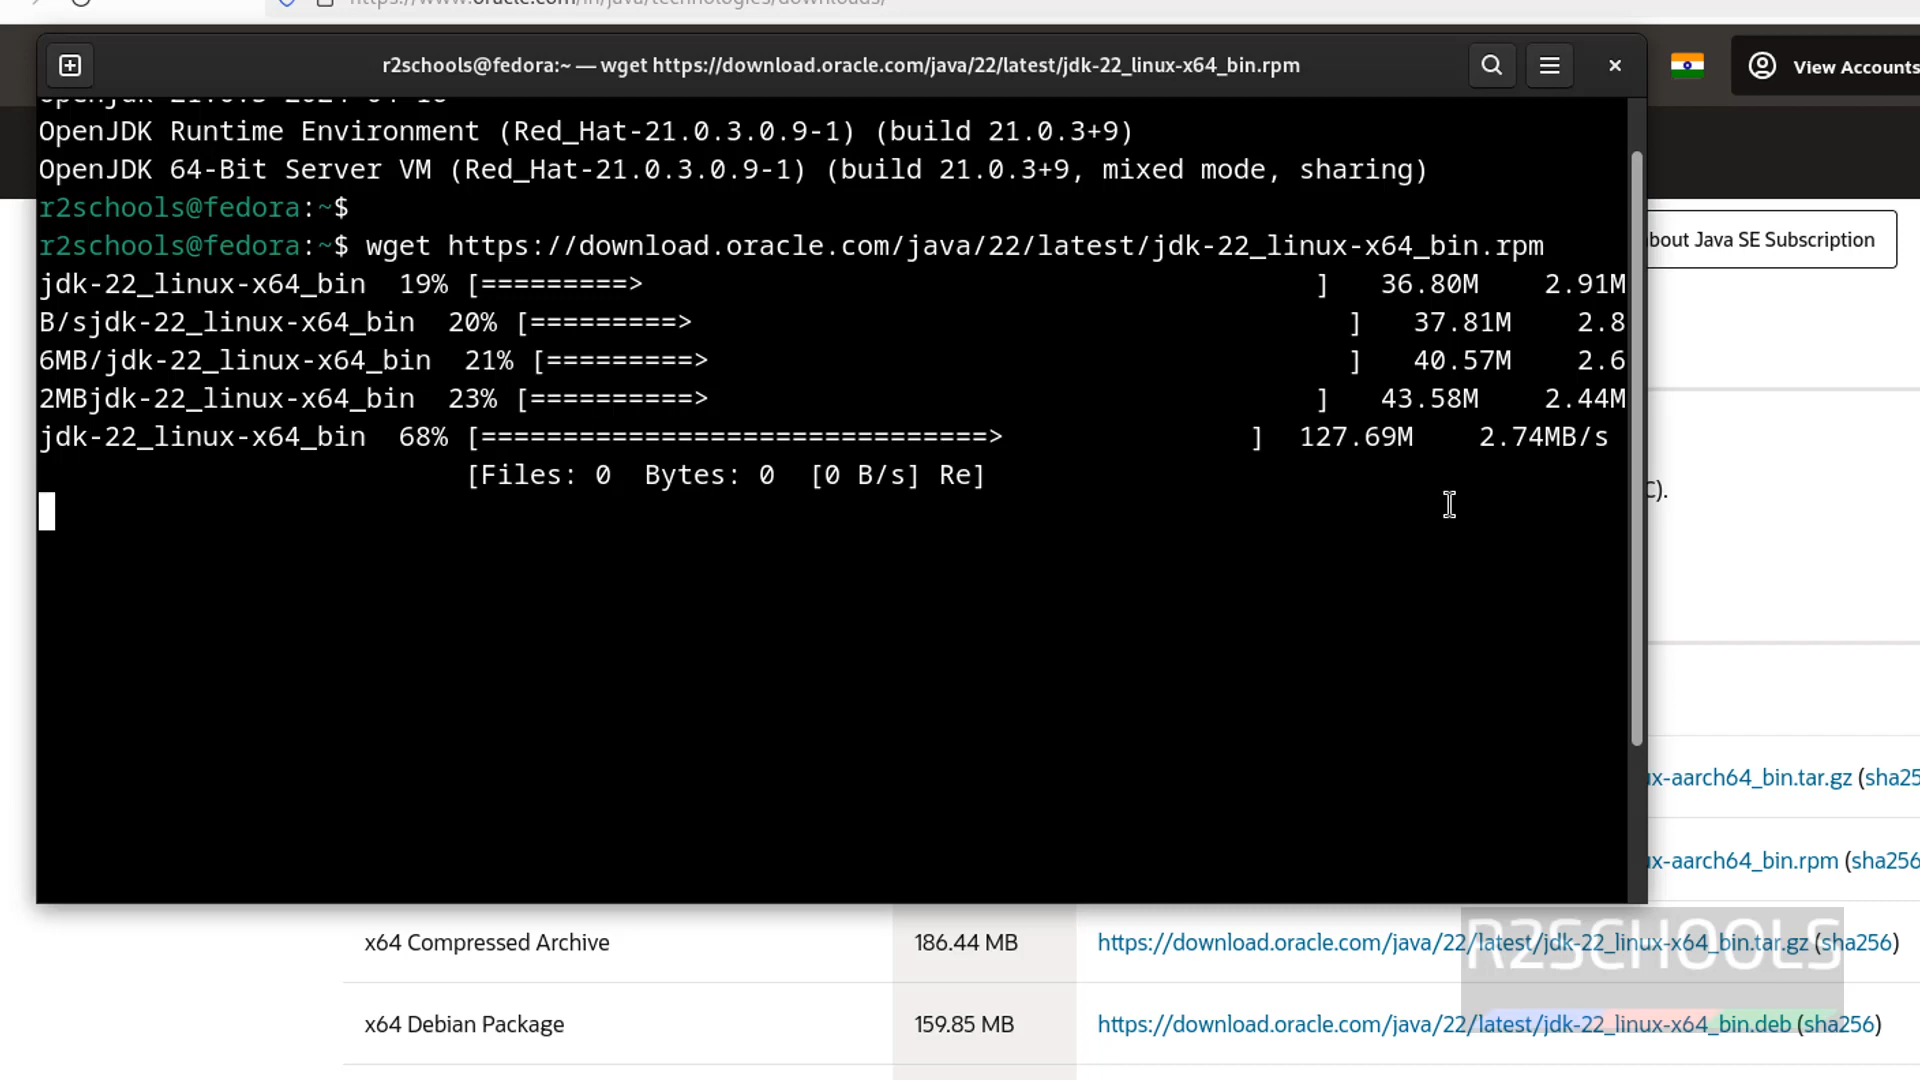 https://www.oracle.com/in/java/technologies/downloads/
r2schools@fedora:~ — wget https://download.oracle.com/java/22/latest/jdk-22_linux-x64_bin.rpm
View Accounts
OpenJDK Runtime Environment (Red_Hat-21.0.3.0.9-1) (build 21.0.3+9)
OpenJDK 64-Bit Server VM (Red_Hat-21.0.3.0.9-1) (build 21.0.3+9, mixed mode, sharing)
r2schools@fedora:~$
r2schools@fedora:~$ wget https://download.oracle.com/java/22/latest/jdk-22_linux-x64_bin.rpm
bout Java SE Subscription
jdk-22_linux-x64_bin 19% [=========> ] 36.80M 2.91M
B/sjdk-22_linux-x64_bin 20% [=========> ] 37.81M 2.8
6MB/jdk-22_linux-x64_bin 21% [=========> ] 40.57M 2.6
2MBjdk-22_linux-x64_bin 23% [==========> ] 43.58M 2.44M
jdk-22_linux-x64_bin 68% [===============================> ] 127.69M 2.74MB/s
[Files: 0 Bytes: 0 [0 B/s] Re]
C).
x-aarch64_bin.tar.gz (sha25
x-aarch64_bin.rpm (sha256
x64 Compressed Archive 186.44 MB https://download.oracle.com/java/22/latest/jdk-22_linux-x64_bin.tar.gz (sha256)
R2SCHOOLS
x64 Debian Package 159.85 MB https://download.oracle.com/java/22/latest/jdk-22_linux-x64_bin.deb (sha256)